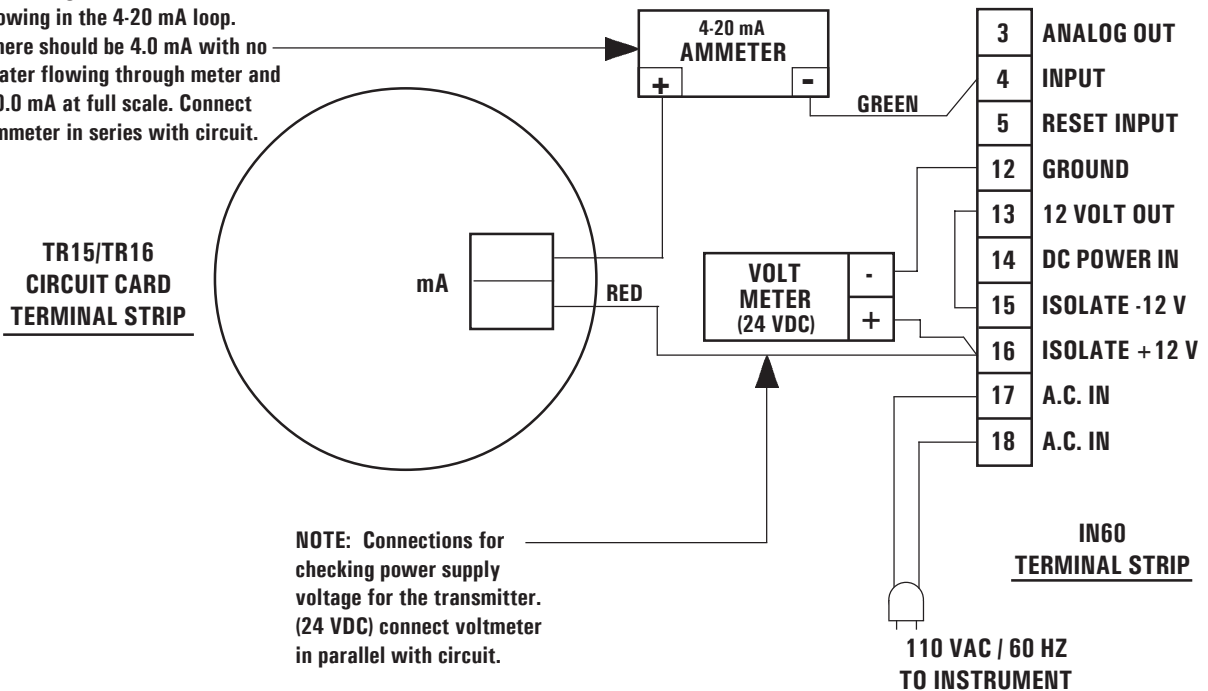 owing in the 4-20 mA loop.
here should be 4.0 mA with no
ater flowing through meter and
0.0 mA at full scale. Connect
mmeter in series with circuit.
4-20 mA
AMMETER
+ -
GREEN
3 ANALOG OUT
4 INPUT
5 RESET INPUT
12 GROUND
13 12 VOLT OUT
14 DC POWER IN
15 ISOLATE -12 V
16 ISOLATE +12 V
17 A.C. IN
18 A.C. IN
TR15/TR16
CIRCUIT CARD
TERMINAL STRIP
mA
RED
VOLT
METER
(24 VDC)
-
+
NOTE: Connections for
checking power supply
voltage for the transmitter.
(24 VDC) connect voltmeter
in parallel with circuit.
IN60
TERMINAL STRIP
110 VAC / 60 HZ
TO INSTRUMENT